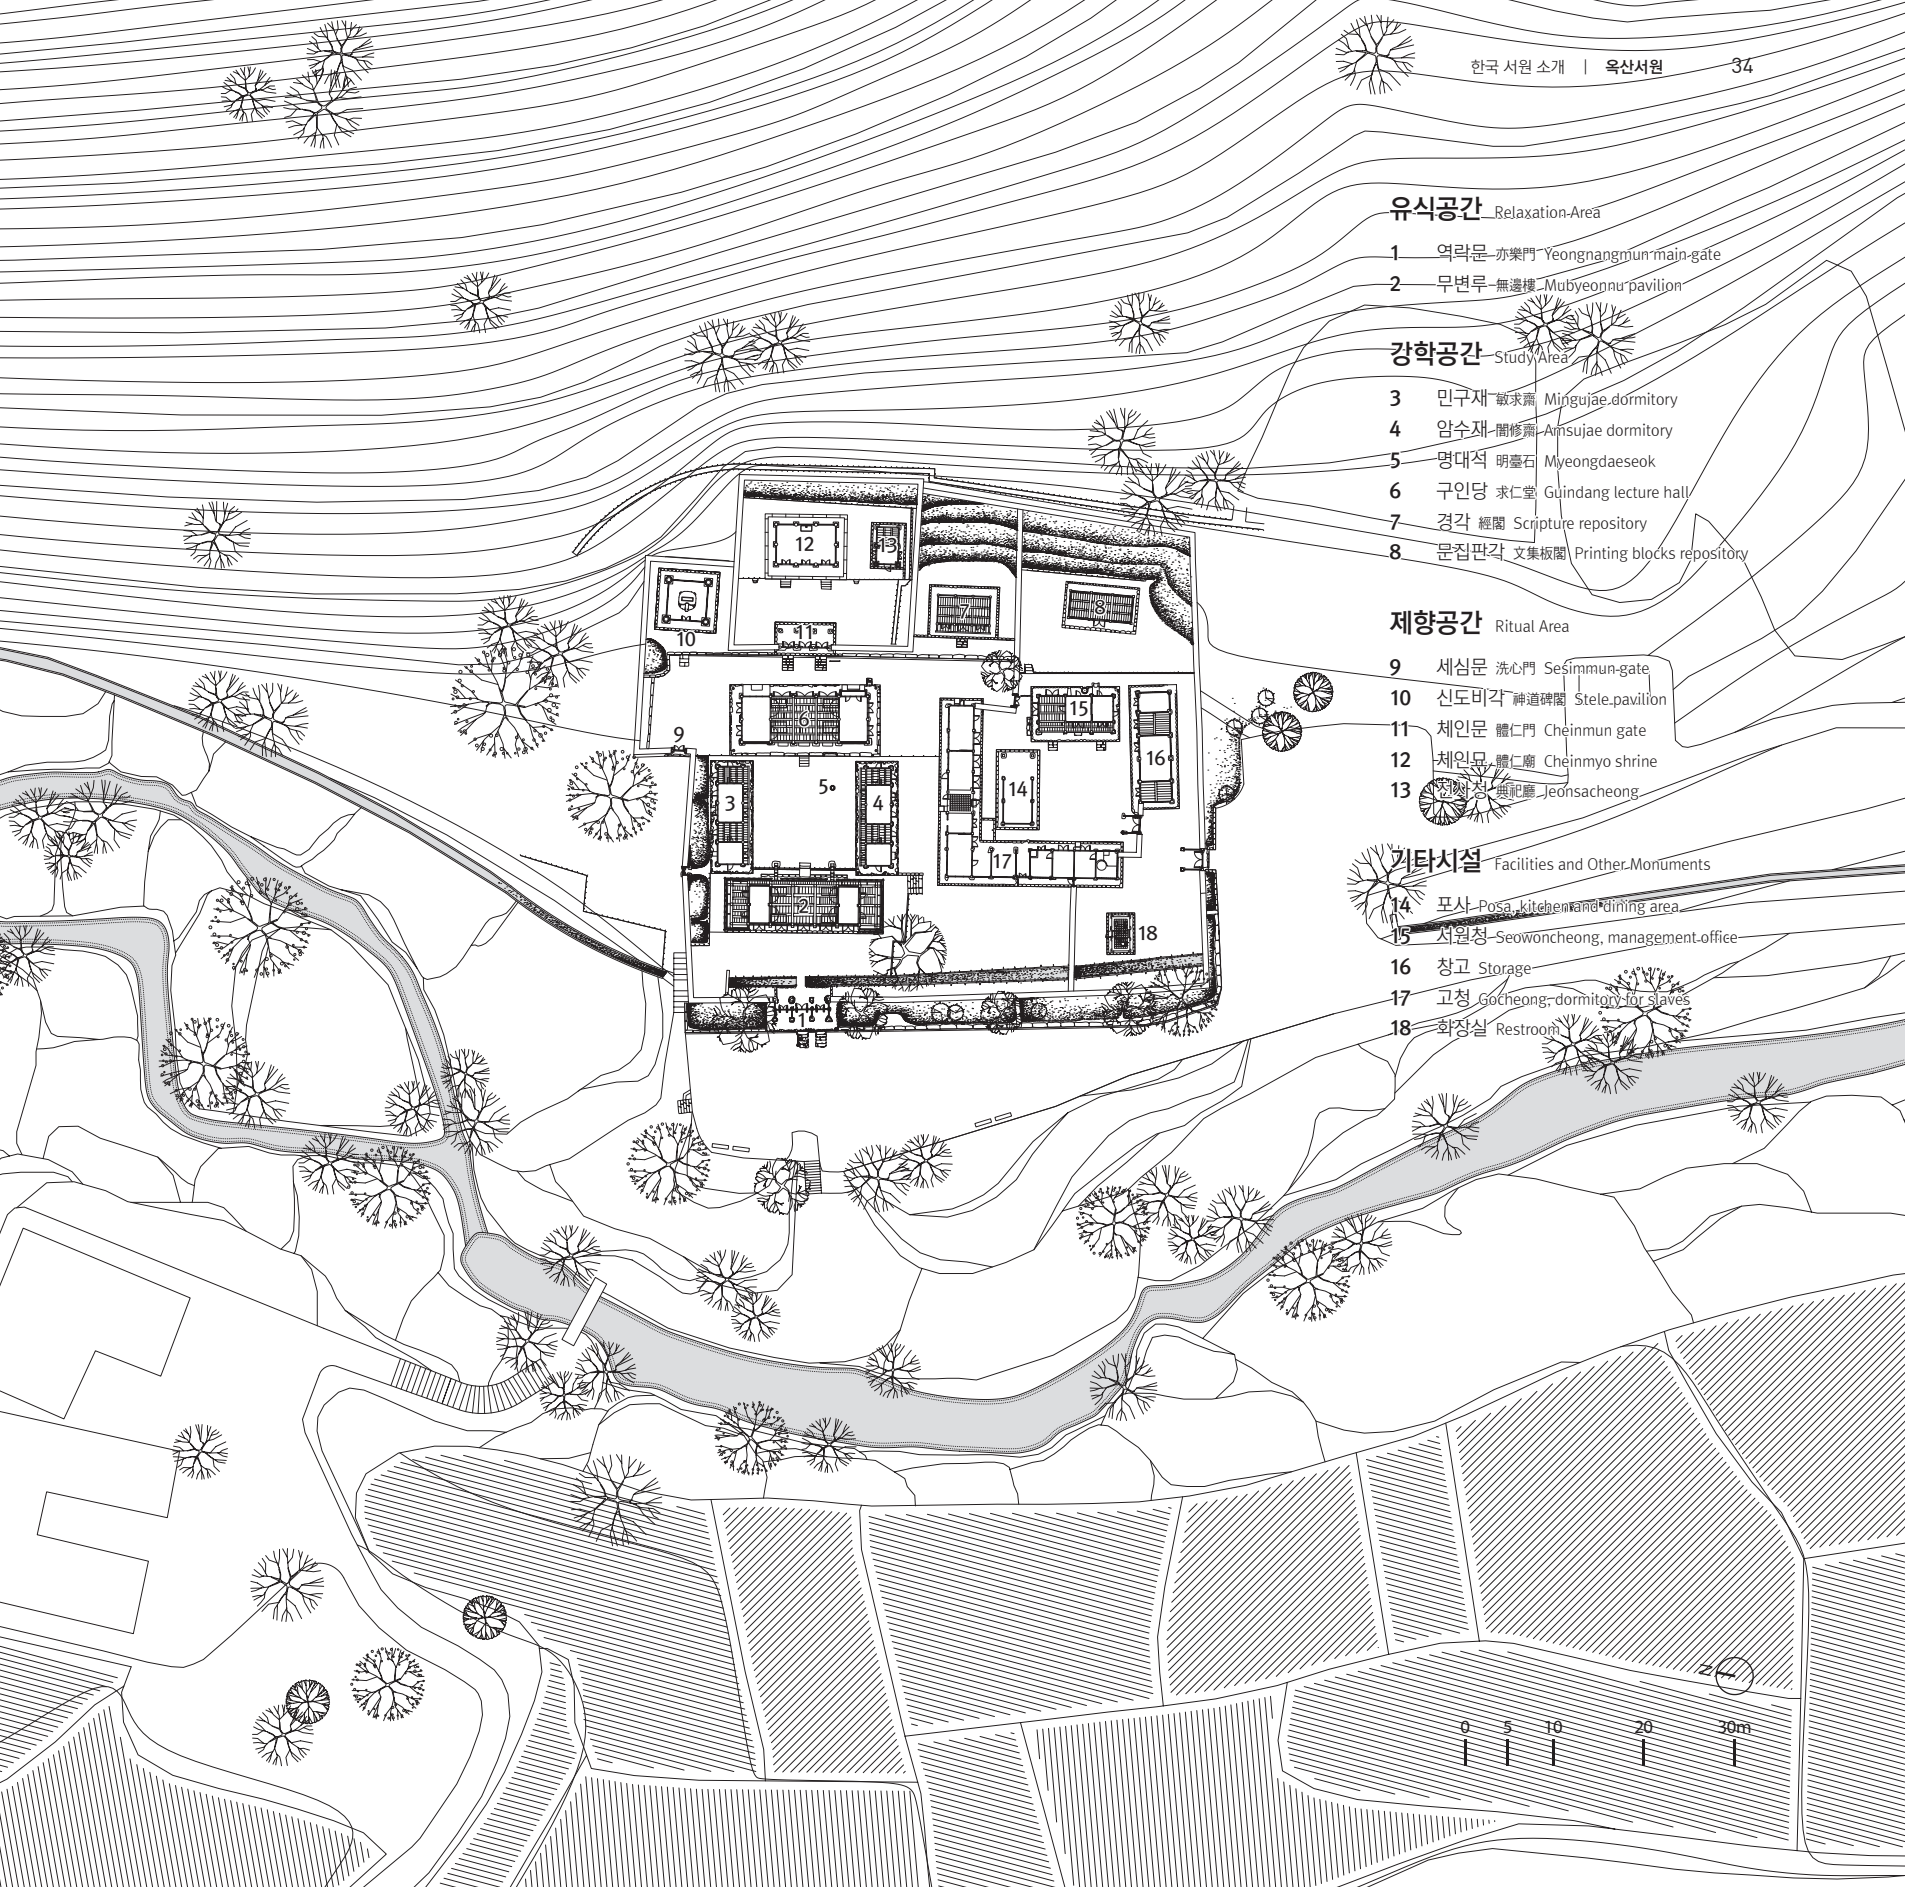 한국 서원 소개 | 옥산서원 34
유식공간 Relaxation Area
1 역락문 亦樂門 Yeongnangmun main gate
2 무변루 無邊樓 Mubyeonnu pavilion
강학공간 Study Area
3 민구재 敏求齋 Mingujae dormitory
4 암수재 闇修齋 Amsujae dormitory
5 명대석 明臺石 Myeongdaeseok
6 구인당 求仁堂 Guindang lecture hall
7 경각 經閣 Scripture repository
8 문집판각 文集板閣 Printing blocks repository
제향공간 Ritual Area
9 세심문 洗心門 Sesimmun gate
10 신도비각 神道碑閣 Stele pavilion
11 체인문 體仁門 Cheinmun gate
12 체인묘 體仁廟 Cheinmyo shrine
13 전사청 典祀廳 Jeonsacheong
기타시설 Facilities and Other Monuments
14 포사 Posa, kitchen and dining area
15 서원청 Seowoncheong, management office
16 창고 Storage
17 고청 Gocheong, dormitory for slaves
18 화장실 Restroom
12
13
10
11
7
8
9
6
15
16
3
5
4
14
17
2
18
1
N
0 5 10 20 30m